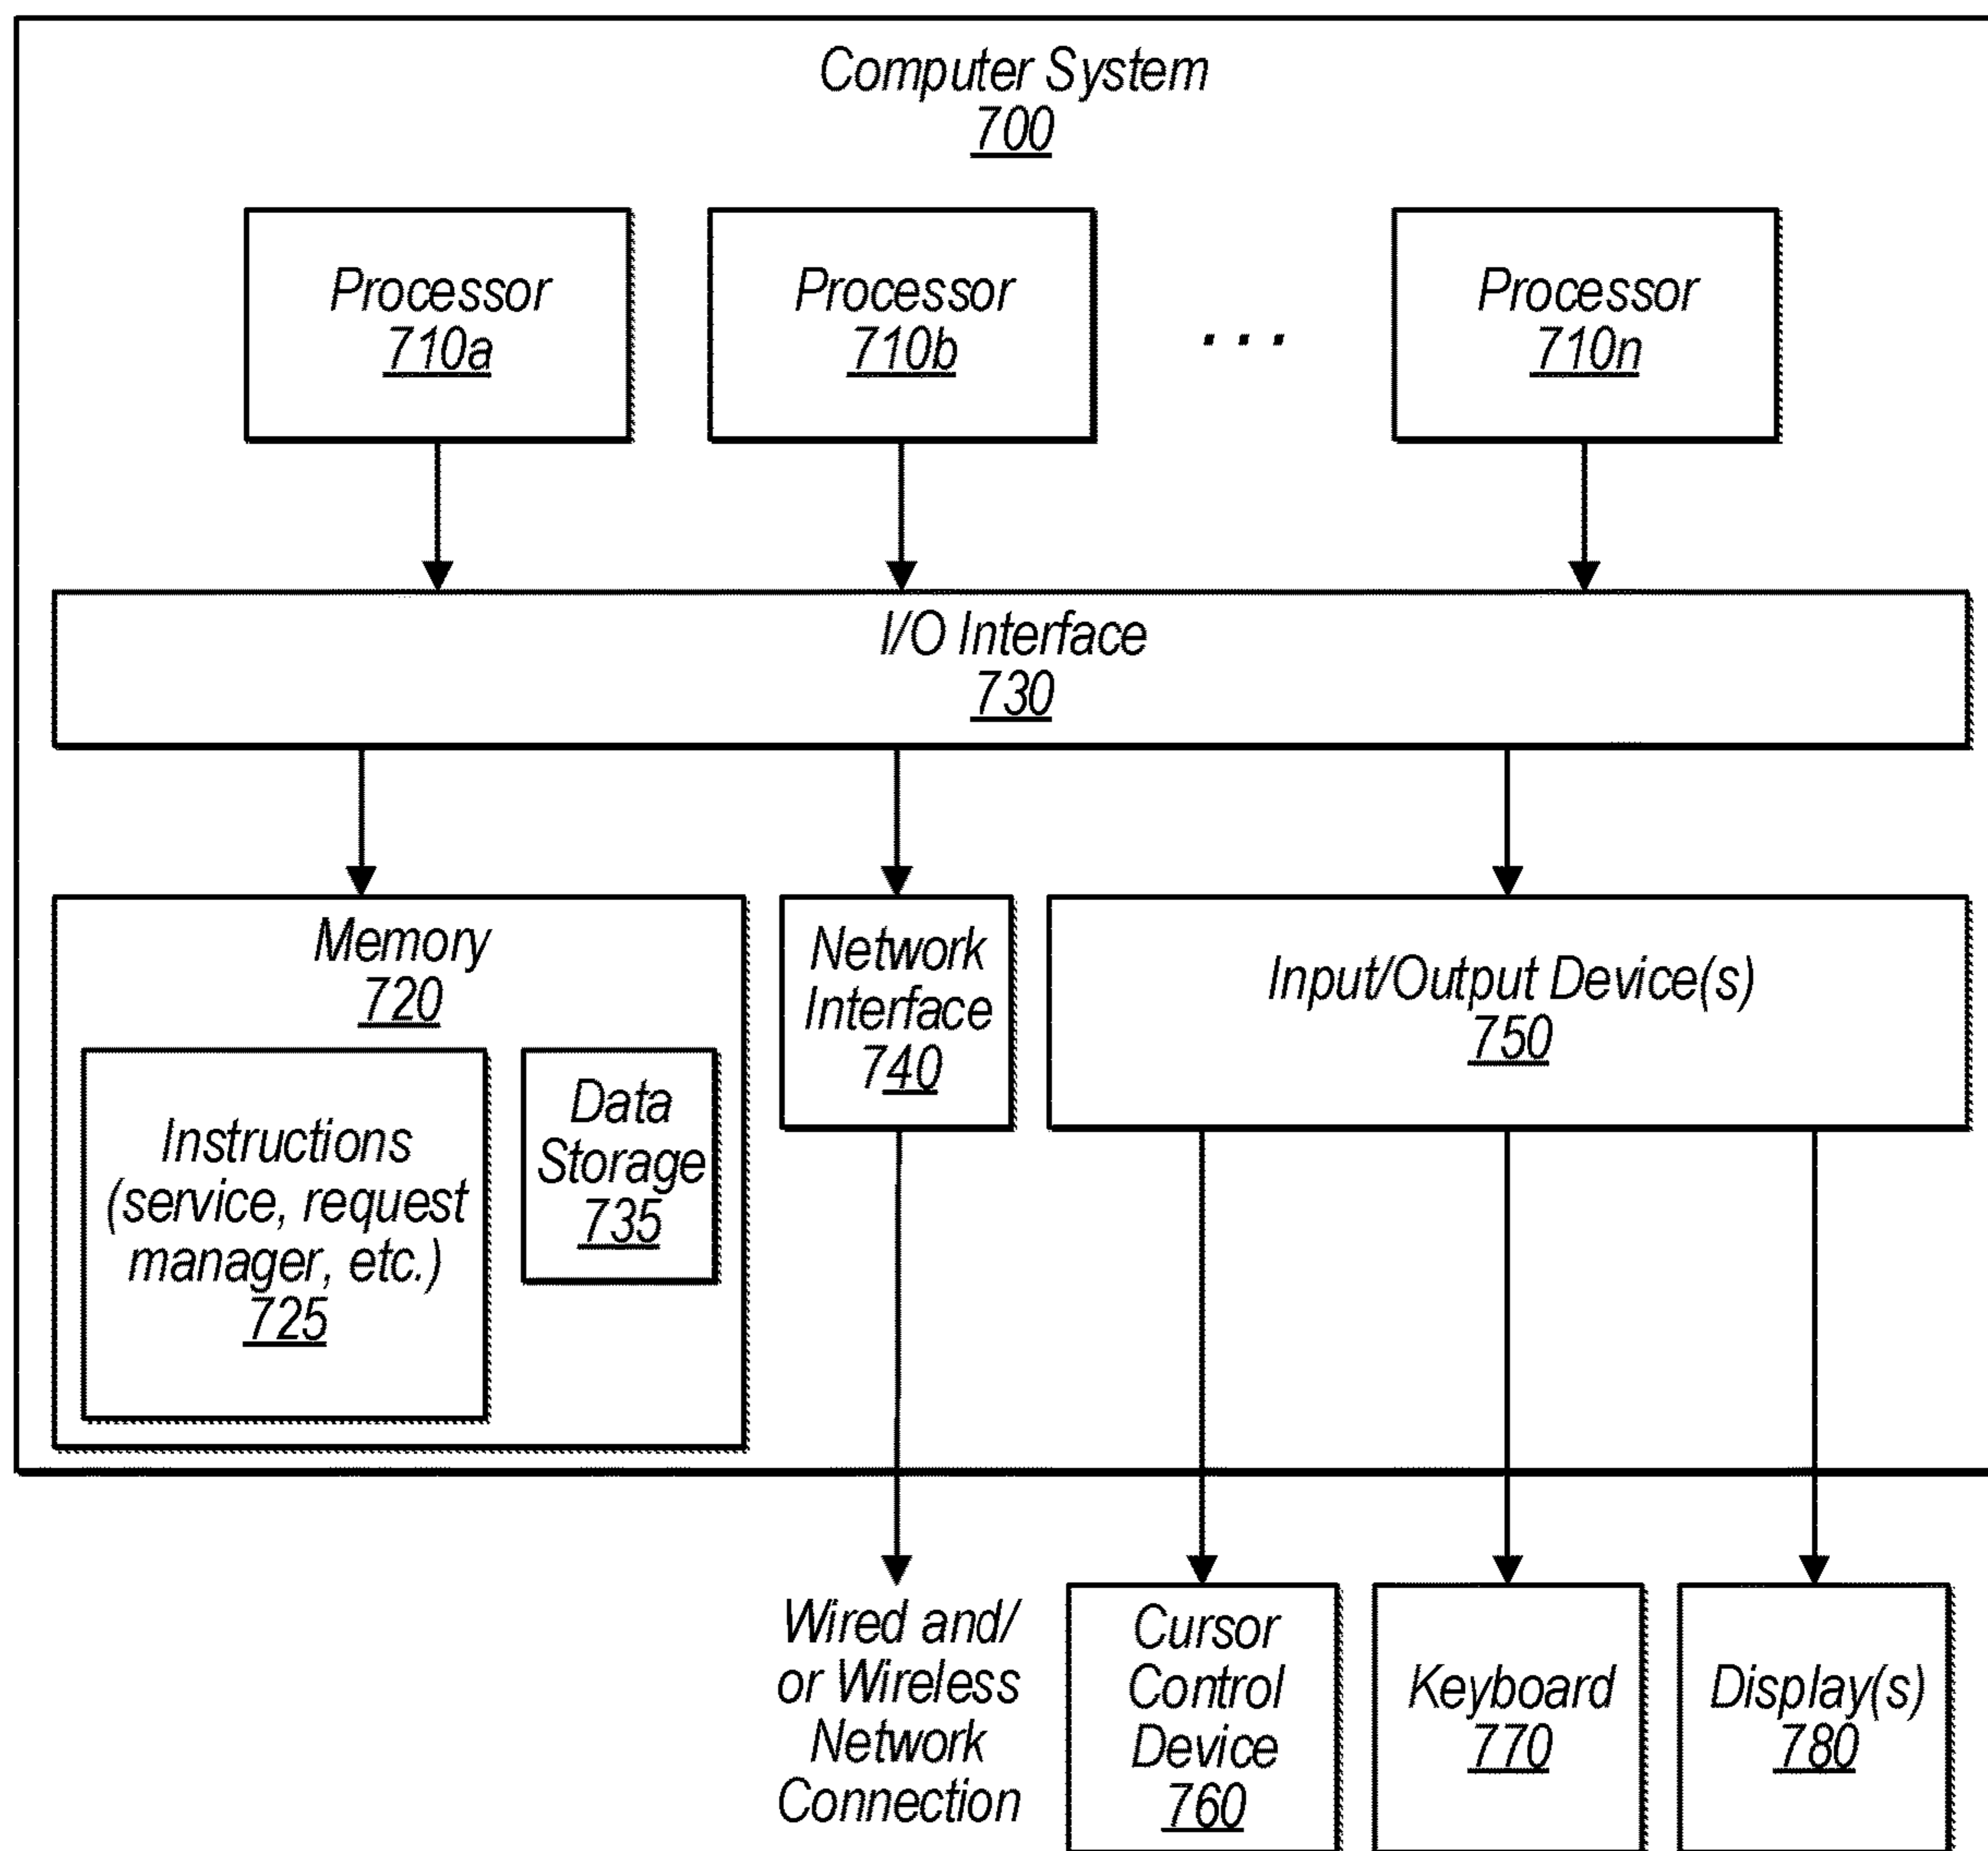 Computer System
700
Processor
710a
Processor
710b
. . .
Processor
710n
I/O Interface
730
Memory
720
Instructions
(service, request
manager, etc.)
725
Data
Storage
735
Network
Interface
740
Input/Output Device(s)
750
Wired and/
or Wireless
Network
Connection
Cursor
Control
Device
760
Keyboard
770
Display(s)
780